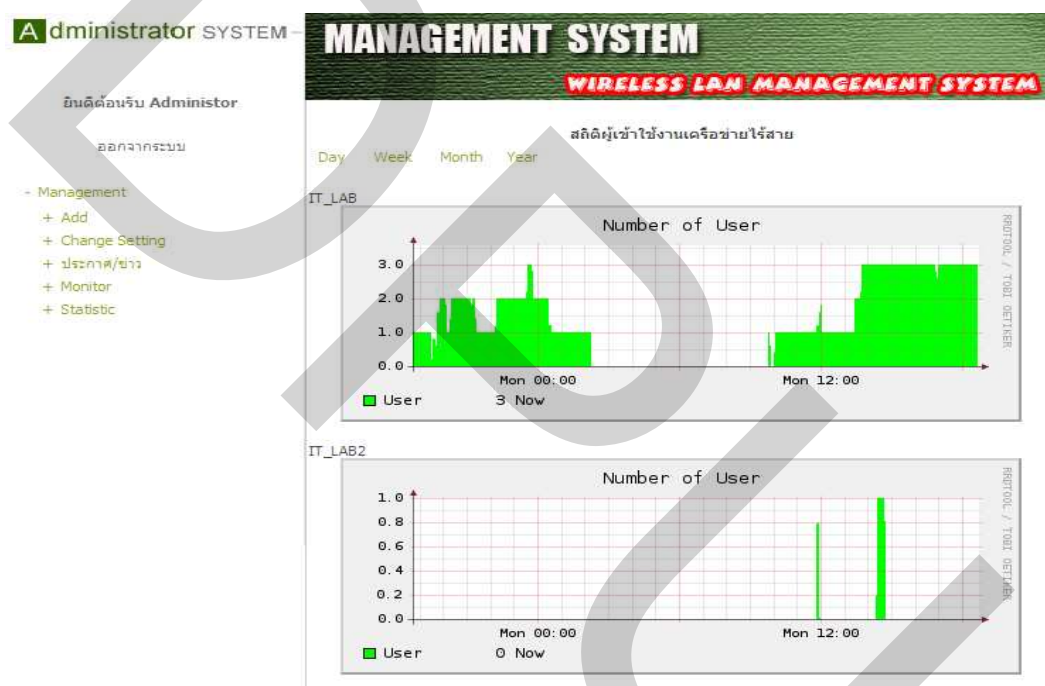 Administrator SYSTEM
MANAGEMENT SYSTEM
WIRELESS LAN MANAGEMENT SYSTEM
ยินดีต้อนรับ Administor
ออกจากระบบ
- Management
+ Add
+ Change Setting
+ ประกาศ/ข่าว
+ Monitor
+ Statistic
สถิติผู้เข้าใช้งานเครือข่ายไร้สาย
Day Week Month Year
IT_LAB
Number of User
RRDTOOL / TOBI OETIKER
3.0
2.0
1.0
0.0
Mon 00:00 Mon 12:00
User 3 Now
IT_LAB2
Number of User
RRDTOOL / TOBI OETIKER
1.0
0.8
0.6
0.4
0.2
0.0
Mon 00:00 Mon 12:00
User 0 Now